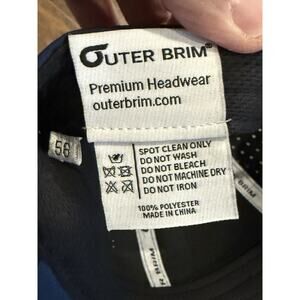 OUTER BRIM
Premium Headwear
outerbrim.com
56
SPOT CLEAN ONLY
DO NOT WASH
DO NOT BLEACH
DO NOT MACHINE DRY
DO NOT IRON
100% POLYESTER
MADE IN CHINA
BRIM